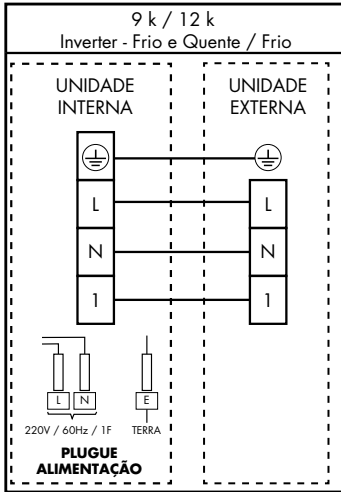 9 k / 12 k
Inverter - Frio e Quente / Frio
UNIDADE INTERNA
UNIDADE EXTERNA
L L
N N
1 1
L N E
220V / 60Hz / 1F TERRA
PLUGUE
ALIMENTAÇÃO